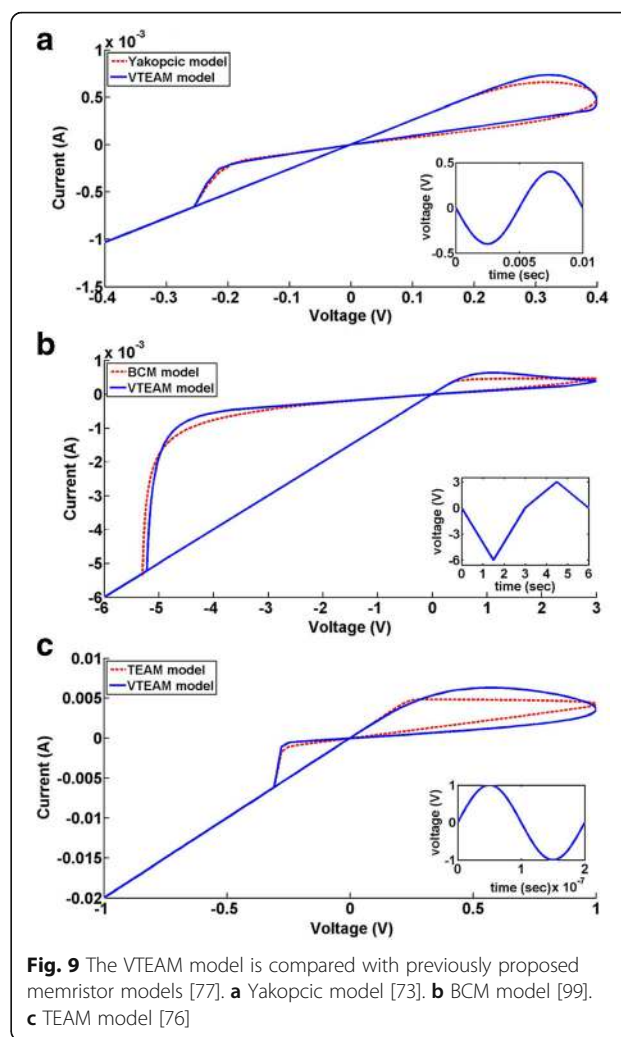 a
× 10⁻³
1
0.5
0
-0.5
-1
-1.5
Current (A)
Yakopcic model
VTEAM model
-0.4 -0.3 -0.2 -0.1 0 0.1 0.2 0.3 0.4
Voltage (V)
0.5
0
-0.5
voltage (V)
0 0.005 0.01
time (sec)
b
× 10⁻³
1
0
-1
-2
-3
-4
-5
-6
Current (A)
BCM model
VTEAM model
-6 -5 -4 -3 -2 -1 0 1 2 3
Voltage (V)
3
0
-3
-6
voltage (V)
0 1 2 3 4 5 6
time (sec)
c
0.01
0.005
0
-0.005
-0.01
-0.015
-0.02
Current (A)
TEAM model
VTEAM model
-1 -0.5 0 0.5 1
Voltage (V)
1
0
-1
voltage (V)
0 1 2
time (sec)x 10⁻⁷
Fig. 9 The VTEAM model is compared with previously proposed
memristor models [77]. a Yakopcic model [73]. b BCM model [99].
c TEAM model [76]